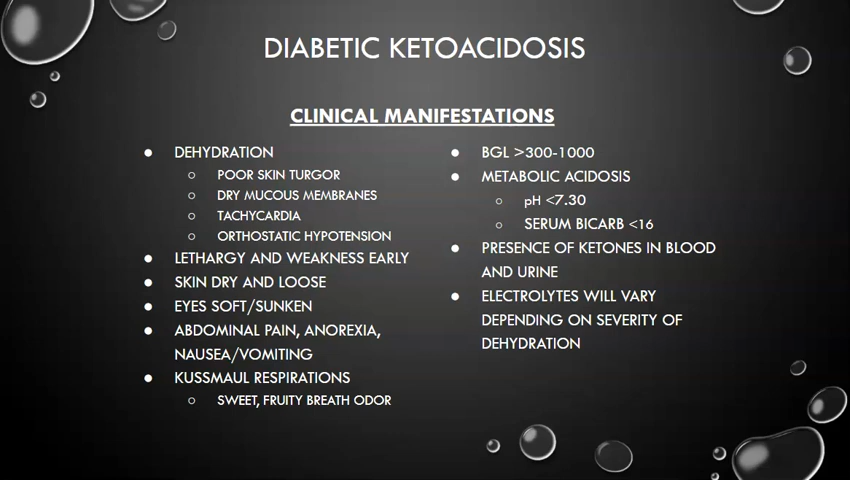 DIABETIC KETOACIDOSIS
CLINICAL MANIFESTATIONS
● DEHYDRATION
○ POOR SKIN TURGOR
○ DRY MUCOUS MEMBRANES
○ TACHYCARDIA
○ ORTHOSTATIC HYPOTENSION
● LETHARGY AND WEAKNESS EARLY
● SKIN DRY AND LOOSE
● EYES SOFT/SUNKEN
● ABDOMINAL PAIN, ANOREXIA,
NAUSEA/VOMITING
● KUSSMAUL RESPIRATIONS
○ SWEET, FRUITY BREATH ODOR
● BGL >300-1000
● METABOLIC ACIDOSIS
○ pH <7.30
○ SERUM BICARB <16
● PRESENCE OF KETONES IN BLOOD
AND URINE
● ELECTROLYTES WILL VARY
DEPENDING ON SEVERITY OF
DEHYDRATION